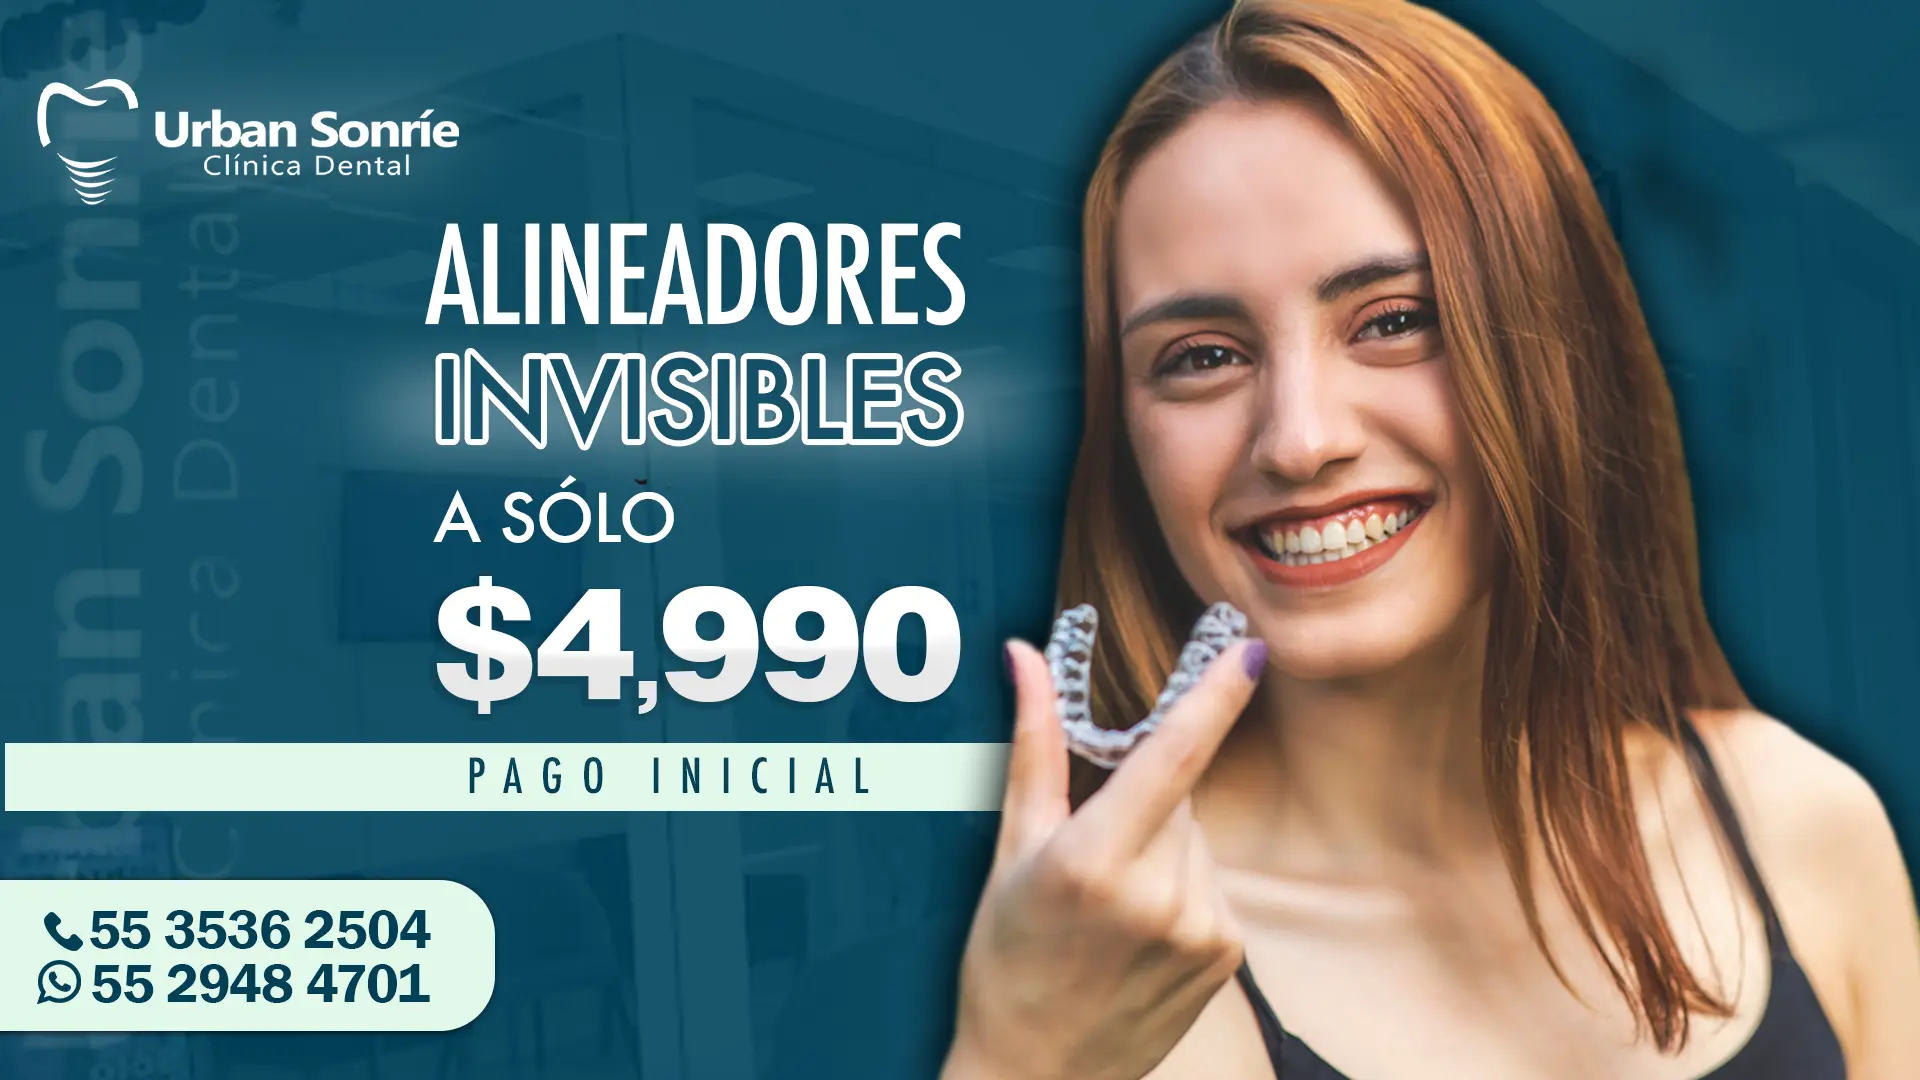 Urban Sonríe
Clínica Dental
ALINEADORES
INVISIBLES
A SÓLO
$4,990
PAGO INICIAL
55 3536 2504
55 2948 4701